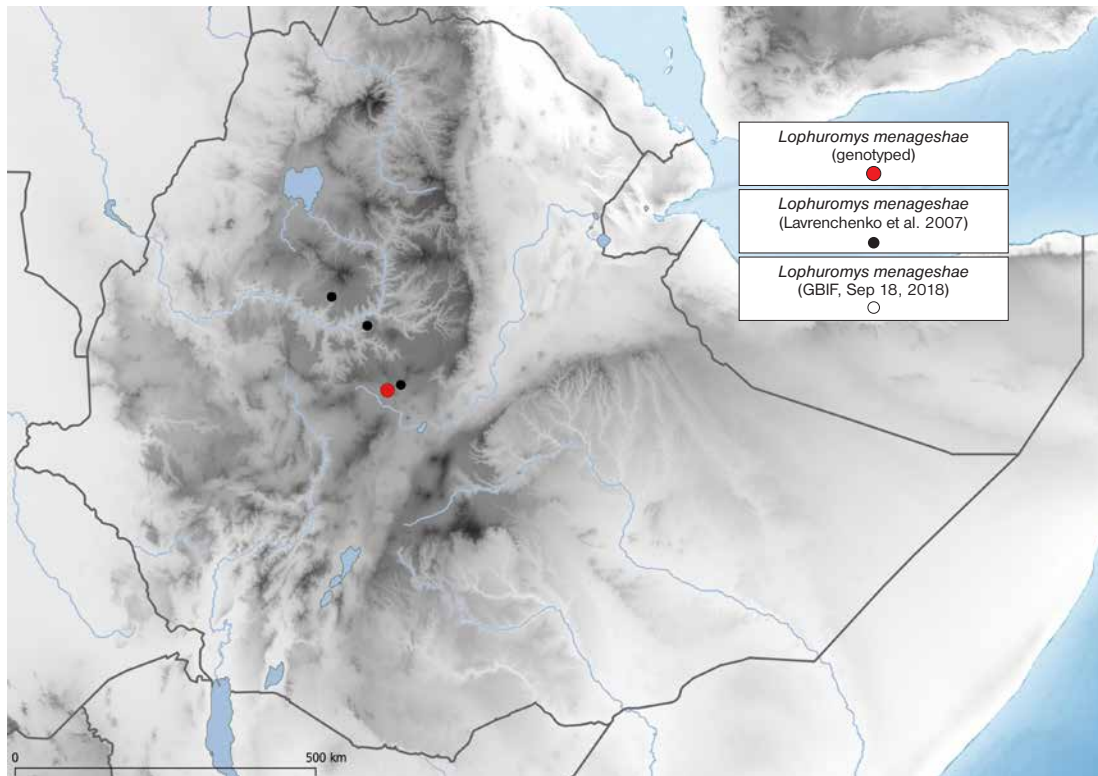 Lophuromys menageshae
(genotyped)
Lophuromys menageshae
(Lavrenchenko et al. 2007)
Lophuromys menageshae
(GBIF, Sep 18, 2018)
0
500 km